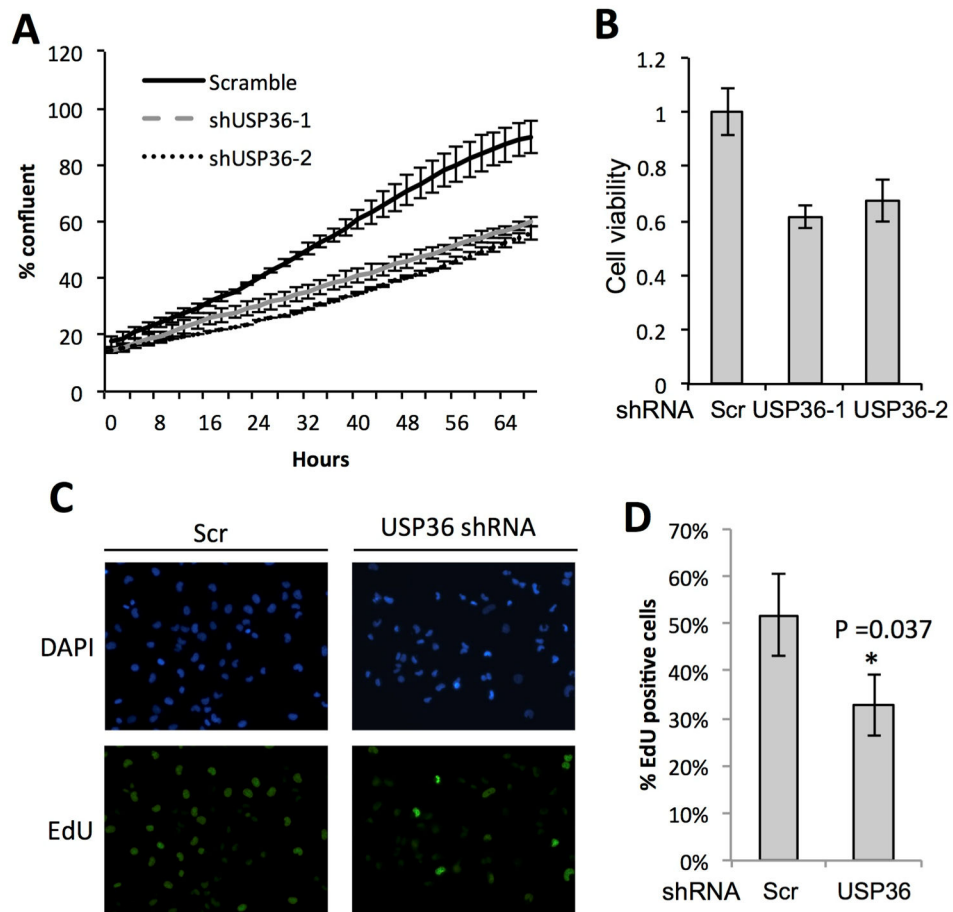 A
120
100
80
60
40
20
0
% confluent
Scramble
shUSP36-1
shUSP36-2
0 8 16 24 32 40 48 56 64
Hours
B
1.2
1
0.8
0.6
0.4
0.2
0
Cell viability
shRNA Scr USP36-1 USP36-2
C
Scr USP36 shRNA
DAPI
EdU
D
70%
60%
50%
40%
30%
20%
10%
0%
% EdU positive cells
P =0.037
*
shRNA Scr USP36